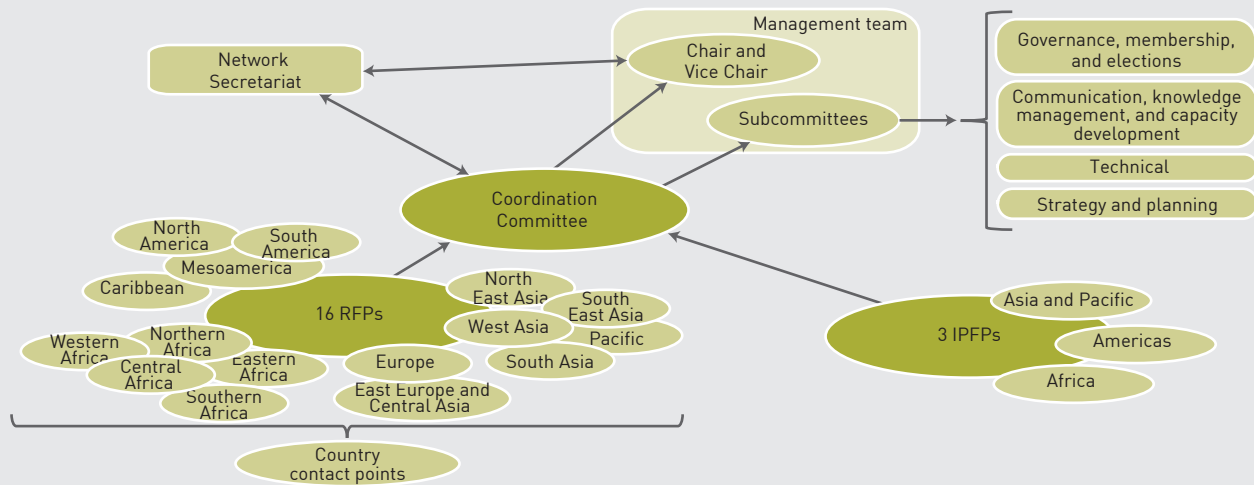 Management team
Network
Secretariat
Chair and
Vice Chair
Subcommittees
Governance, membership,
and elections
Communication, knowledge
management, and capacity
development
Technical
Strategy and planning
Coordination
Committee
North
America
South
America
Mesoamerica
Caribbean
16 RFPs
North
East Asia
South
East Asia
West Asia
Pacific
South Asia
Western
Africa
Northern
Africa
Central
Africa
Eastern
Africa
Southern
Africa
Europe
East Europe and
Central Asia
3 IPFPs
Asia and Pacific
Americas
Africa
Country
contact points